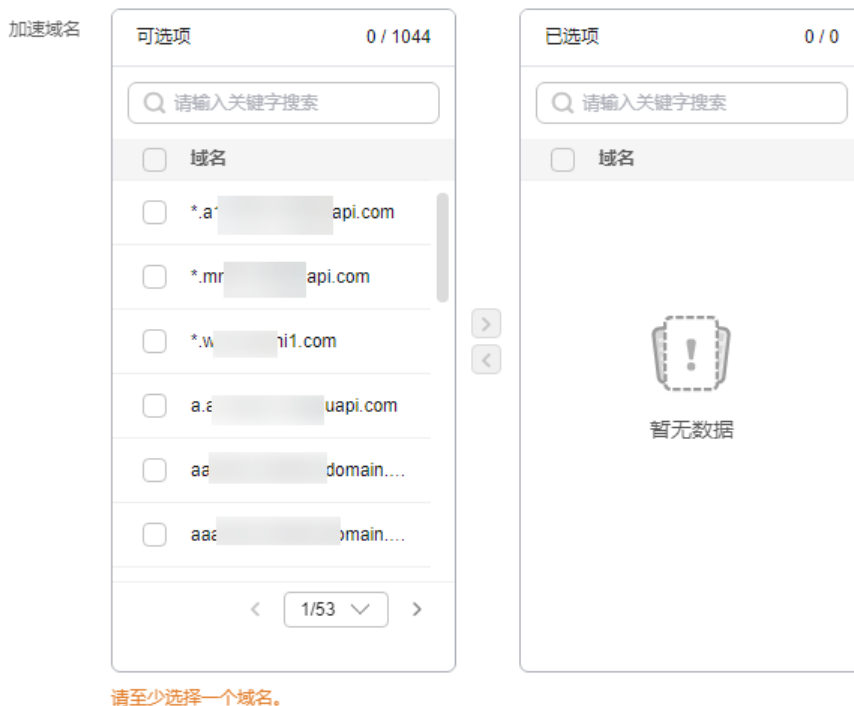 加速域名
可选项 0 / 1044
请输入关键字搜索
域名
*.a api.com
*.mr api.com
*.w hi1.com
a.a uapi.com
aa domain....
aaa omain....
1/53
请至少选择一个域名。
已选项 0 / 0
请输入关键字搜索
域名
暂无数据